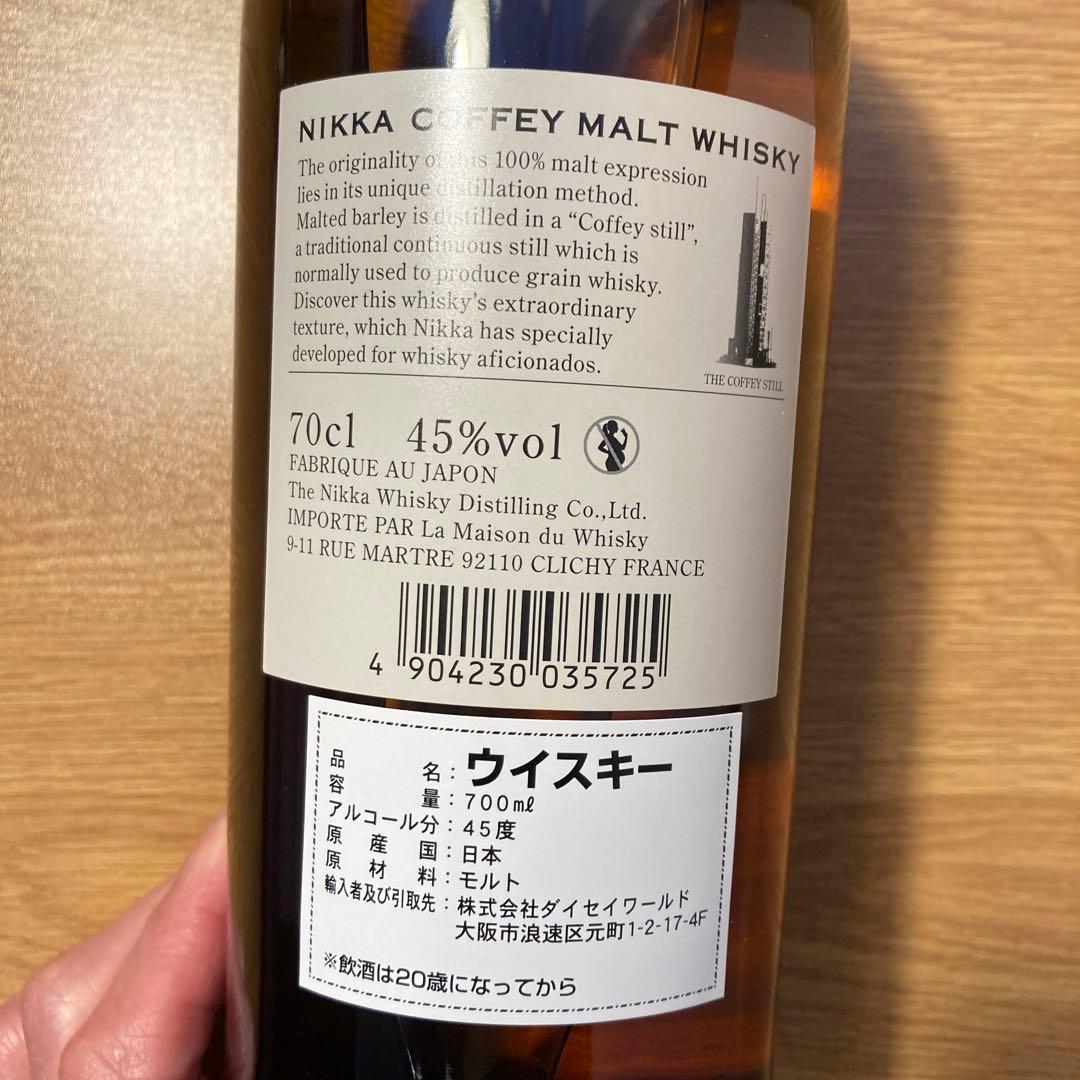 NIKKA COFFEY MALT WHISKY
The originality of this 100% malt expression
lies in its unique distillation method.
Malted barley is distilled in a “Coffey still”,
a traditional continuous still which is
normally used to produce grain whisky.
Discover this whisky's extraordinary
texture, which Nikka has specially
developed for whisky aficionados.
THE COFFEY STILL
70cl 45%vol
FABRIQUE AU JAPON
The Nikka Whisky Distilling Co.,Ltd.
IMPORTE PAR La Maison du Whisky
9-11 RUE MARTRE 92110 CLICHY FRANCE
4 904230 035725
品名：ウイスキー
容量：700㎖
アルコール分：45度
原産国：日本
原材料：モルト
輸入者及び引取先：株式会社ダイセイワールド
大阪市浪速区元町1-2-17-4F
※飲酒は20歳になってから